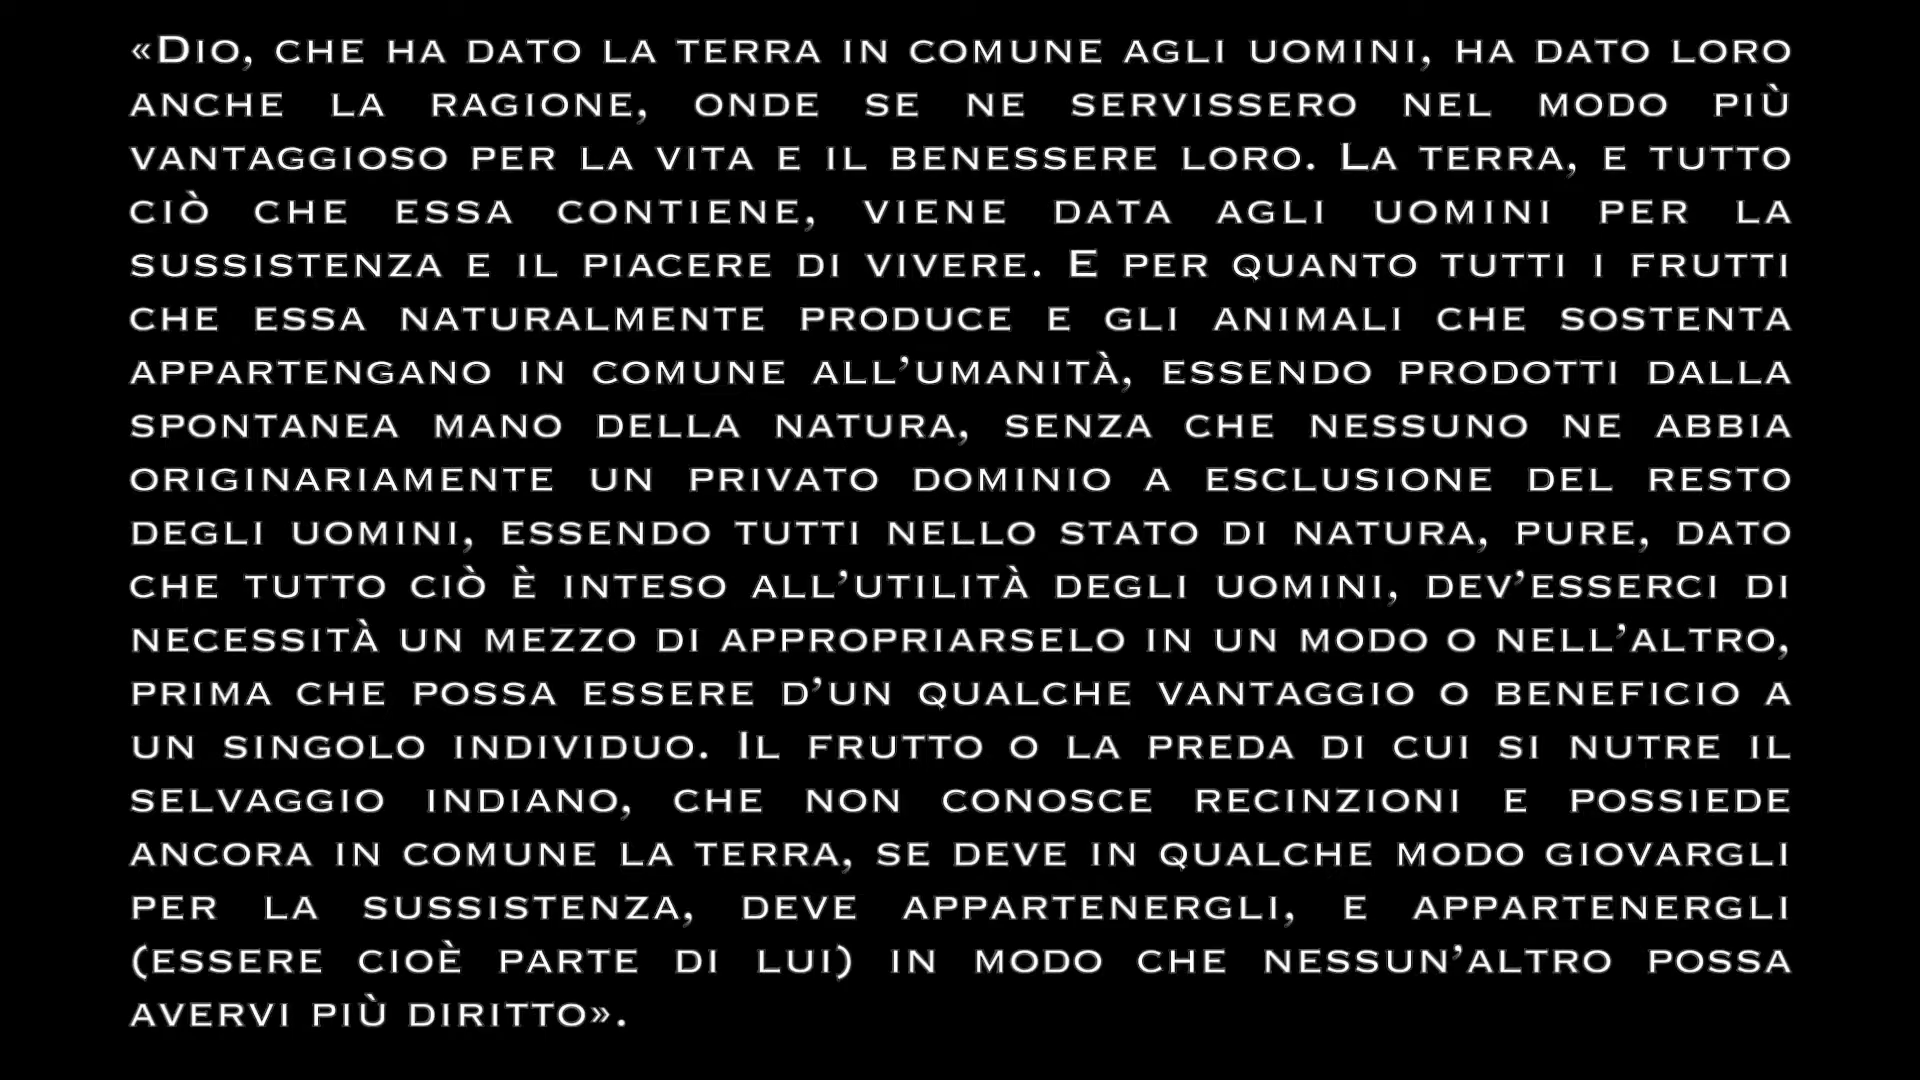 «Dio, che ha dato la terra in comune agli uomini, ha dato loro
anche la ragione, onde se ne servissero nel modo più
vantaggioso per la vita e il benessere loro. La terra, e tutto
ciò che essa contiene, viene data agli uomini per la
sussistenza e il piacere di vivere. E per quanto tutti i frutti
che essa naturalmente produce e gli animali che sostenta
appartengano in comune all’umanità, essendo prodotti dalla
spontanea mano della natura, senza che nessuno ne abbia
originariamente un privato dominio a esclusione del resto
degli uomini, essendo tutti nello stato di natura, pure, dato
che tutto ciò è inteso all’utilità degli uomini, dev’esserci di
necessità un mezzo di appropriarselo in un modo o nell’altro,
prima che possa essere d’un qualche vantaggio o beneficio a
un singolo individuo. Il frutto o la preda di cui si nutre il
selvaggio indiano, che non conosce recinzioni e possiede
ancora in comune la terra, se deve in qualche modo giovargli
per la sussistenza, deve appartenergli, e appartenergli
(essere cioè parte di lui) in modo che nessun’altro possa
avervi più diritto».